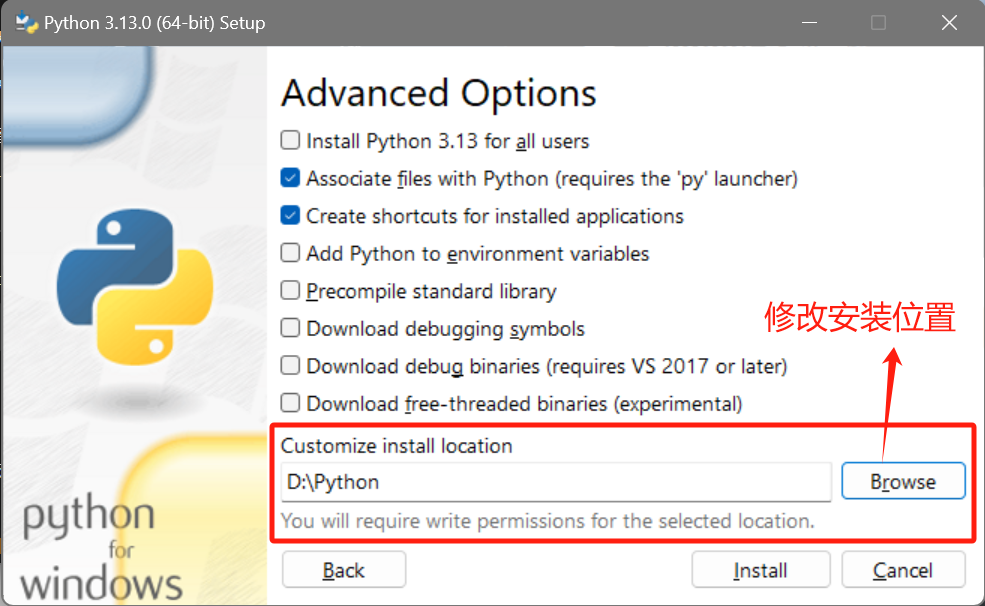 Python 3.13.0 (64-bit) Setup
Advanced Options
Install Python 3.13 for all users
Associate files with Python (requires the 'py' launcher)
Create shortcuts for installed applications
Add Python to environment variables
Precompile standard library
Download debugging symbols
Download debug binaries (requires VS 2017 or later)
Download free-threaded binaries (experimental)
修改安装位置
Customize install location
D:\Python
Browse
You will require write permissions for the selected location.
python
for
windows
Back
Install
Cancel